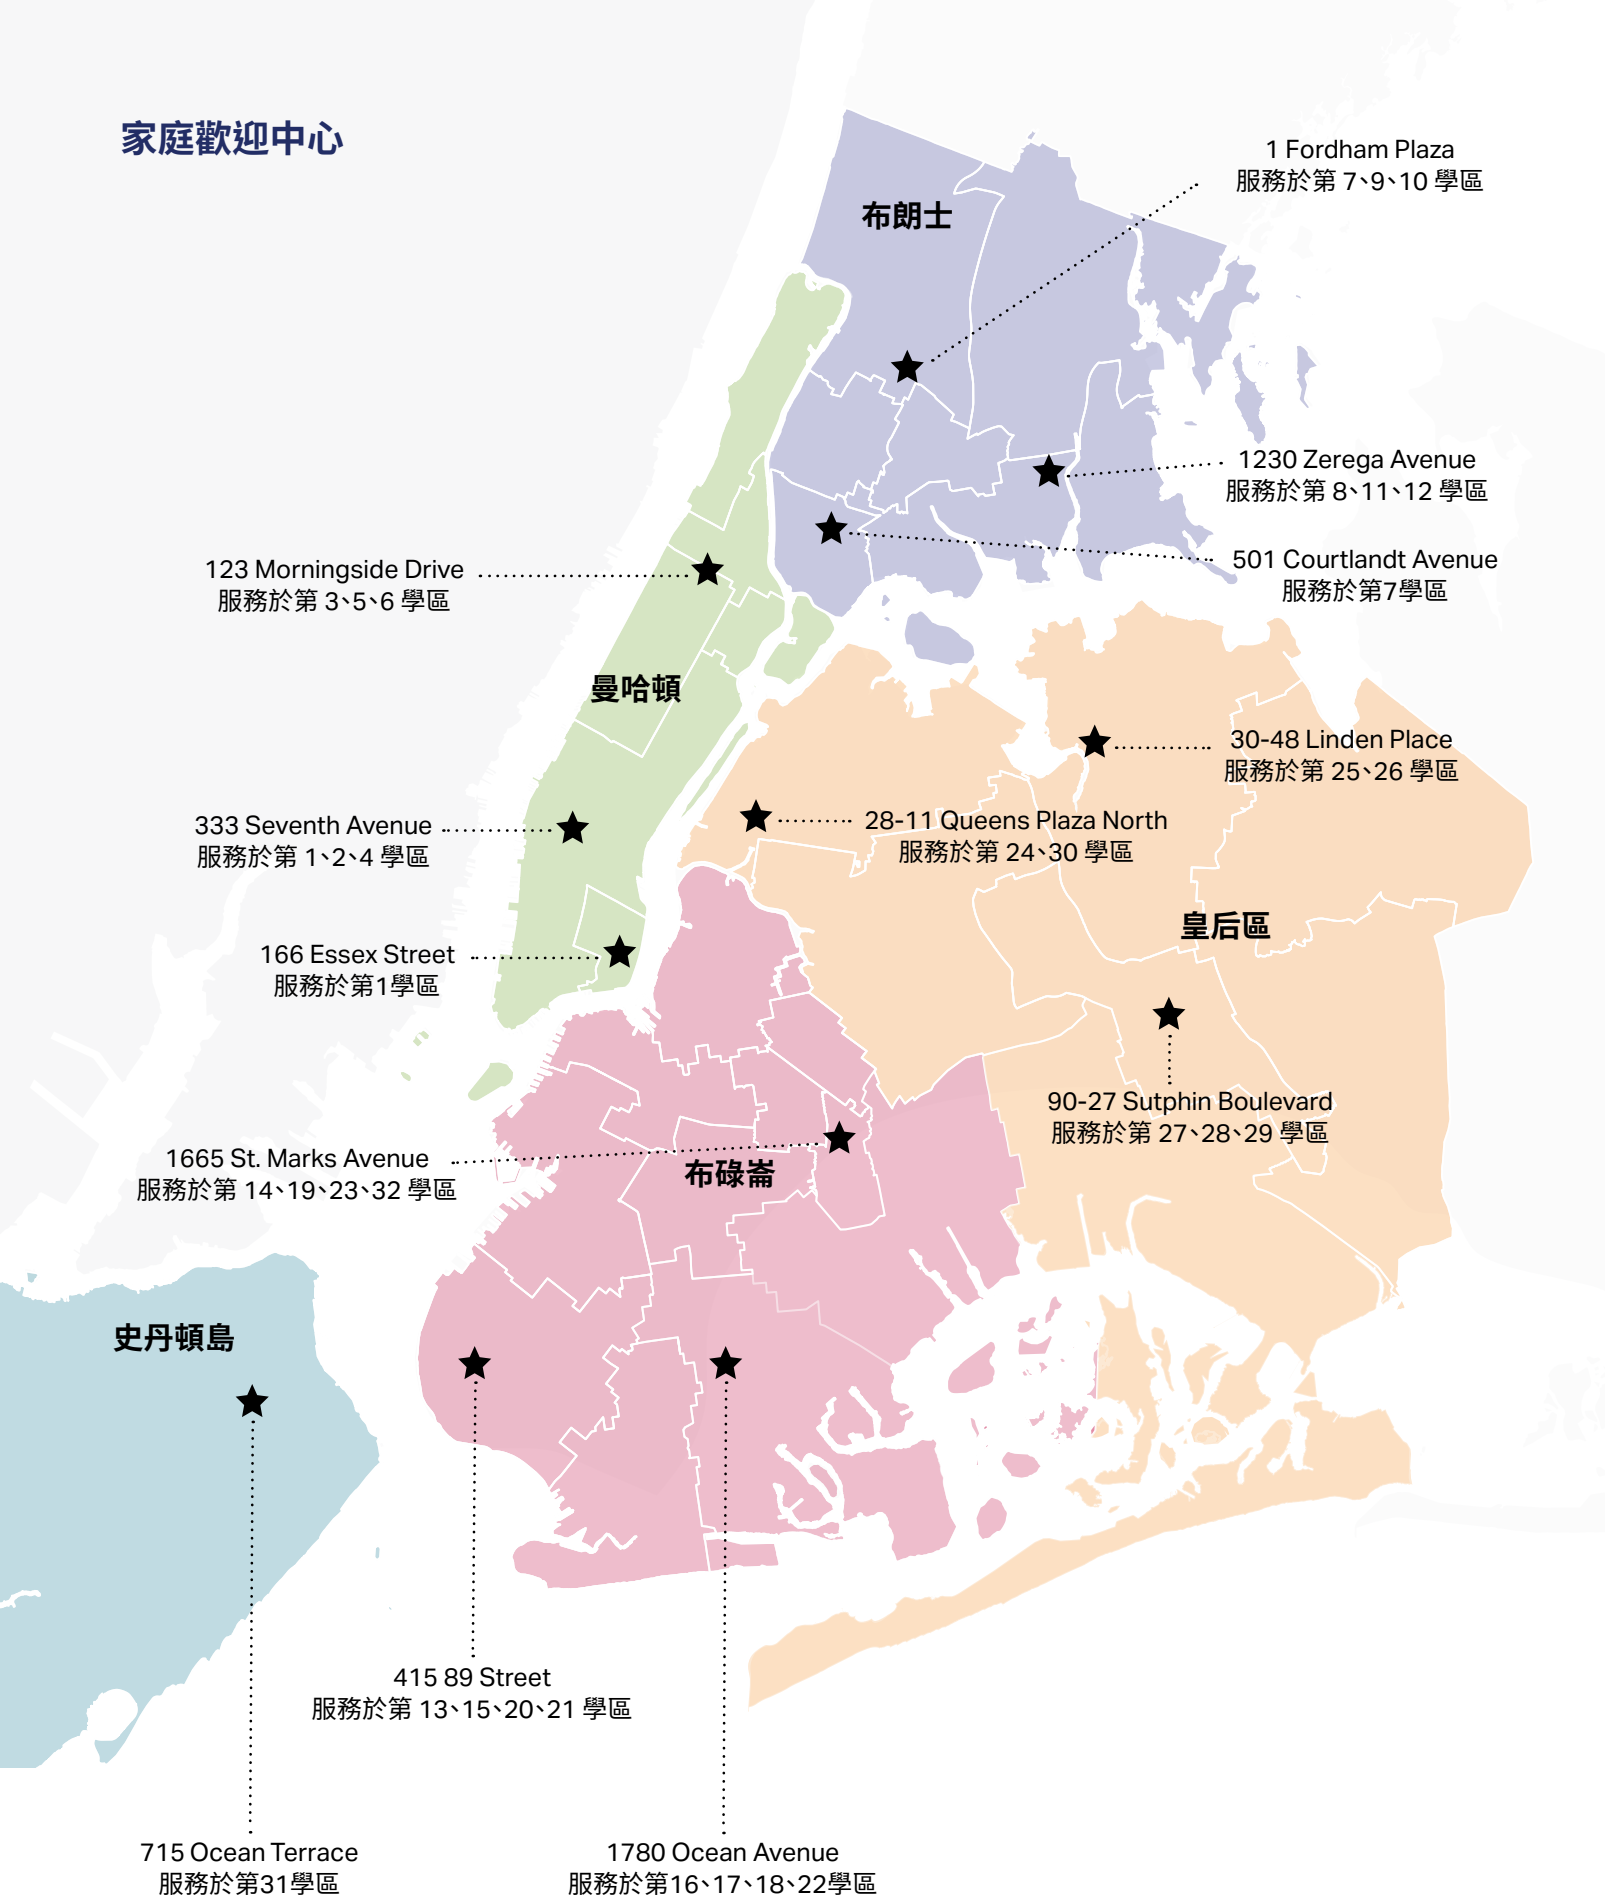 家庭歡迎中心
1 Fordham Plaza
服務於第 7、9、10 學區
布朗士
1230 Zerega Avenue
服務於第 8、11、12 學區
501 Courtlandt Avenue
服務於第7學區
123 Morningside Drive
服務於第 3、5、6 學區
曼哈頓
30-48 Linden Place
服務於第 25、26 學區
333 Seventh Avenue
服務於第 1、2、4 學區
28-11 Queens Plaza North
服務於第 24、30 學區
皇后區
166 Essex Street
服務於第1學區
90-27 Sutphin Boulevard
服務於第 27、28、29 學區
1665 St. Marks Avenue
服務於第 14、19、23、32 學區
布碌崙
史丹頓島
415 89 Street
服務於第 13、15、20、21 學區
715 Ocean Terrace
服務於第31學區
1780 Ocean Avenue
服務於第16、17、18、22學區